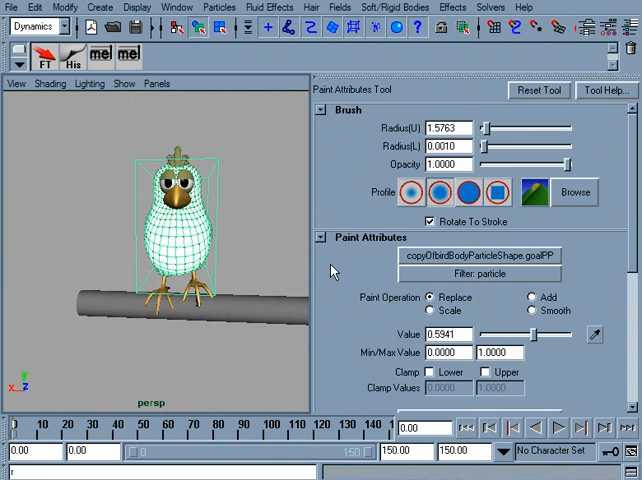 File Edit Modify Create Display Window Particles Fluid Effects Hair Fields Soft/Rigid Bodies Effects Solvers Help
Dynamics
FT His mel mel
View Shading Lighting Show Panels
Paint Attributes Tool Reset Tool Tool Help...
Brush
Radius(U) 1.5763
Radius(L) 0.0010
Opacity 1.0000
Profile Browse
Rotate To Stroke
Paint Attributes
copyOfbirdBodyParticleShape.goalPP
Filter: particle
Paint Operation Replace Add
Scale Smooth
Value 0.5941
Min/Max Value 0.0000 1.0000
Clamp Lower Upper
Clamp Values 0.0000 1.0000
y
x z
persp
0 10 20 30 40 50 60 70 80 90 100 110 120 130 140 1 0.00
0.00 0.00 0 150 150.00 150.00 No Character Set
r